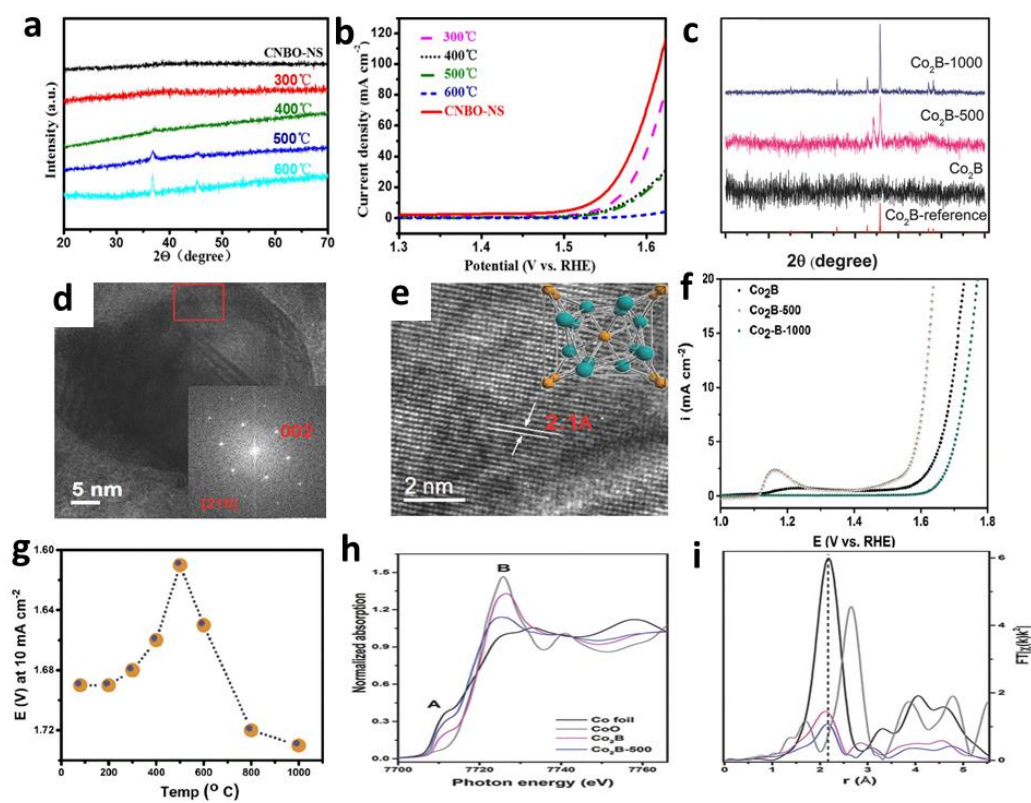 a
Intensity (a.u.)
CNBO-NS
300℃
400℃
500℃
600℃
20 30 40 50 60 70
2Θ (degree)
b
Current density (mA cm⁻²)
120
100
80
60
40
20
0
300℃
400℃
500℃
600℃
CNBO-NS
1.3 1.4 1.5 1.6
Potential (V vs. RHE)
c
Co₂B-1000
Co₂B-500
Co₂B
Co₂B-reference
2θ (degree)
d
002
5 nm
e
2.1A
2 nm
f
i (mA cm⁻²)
20
15
10
5
0
Co₂B
Co₂B-500
Co₂-B-1000
1.0 1.2 1.4 1.6 1.8
E (V vs. RHE)
g
E (V) at 10 mA cm⁻²
1.60
1.64
1.68
1.72
0 200 400 600 800 1000
Temp (° C)
h
Normalized absorption
1.5
1.2
0.9
0.6
0.3
0.0
A
B
Co foil
CoO
Co₂B
Co₂B-500
7700 7720 7740 7760
Photon energy (eV)
i
6
4
2
0
FT|χ(k)k²|
0 1 2 3 4 5
r (Å)